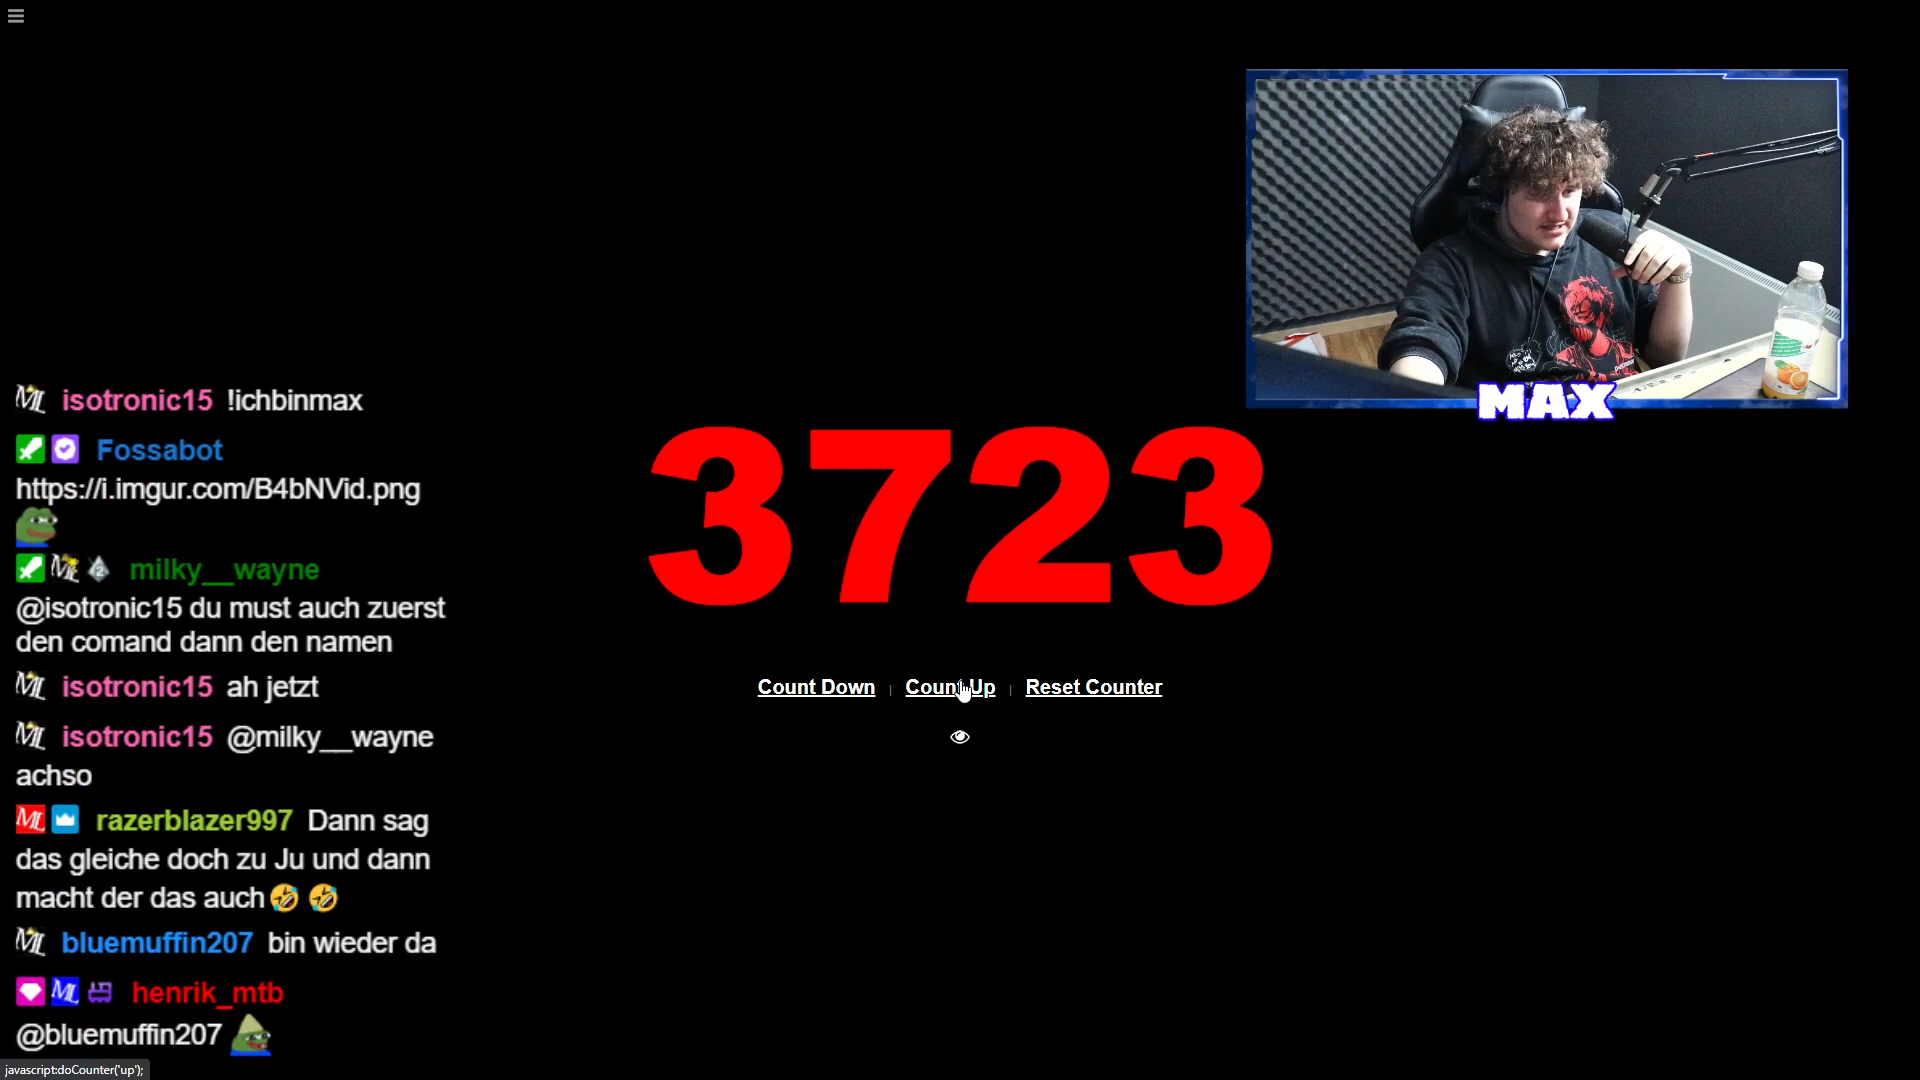 isotronic15 !ichbinmax
Fossabot
https://i.imgur.com/B4bNVid.png
milky__wayne
@isotronic15 du must auch zuerst
den comand dann den namen
isotronic15 ah jetzt
isotronic15 @milky__wayne
achso
razerblazer997 Dann sag
das gleiche doch zu Ju und dann
macht der das auch
bluemuffin207 bin wieder da
henrik_mtb
@bluemuffin207
javascript:doCounter('up');
MAX
3723
Count Down | Count Up | Reset Counter